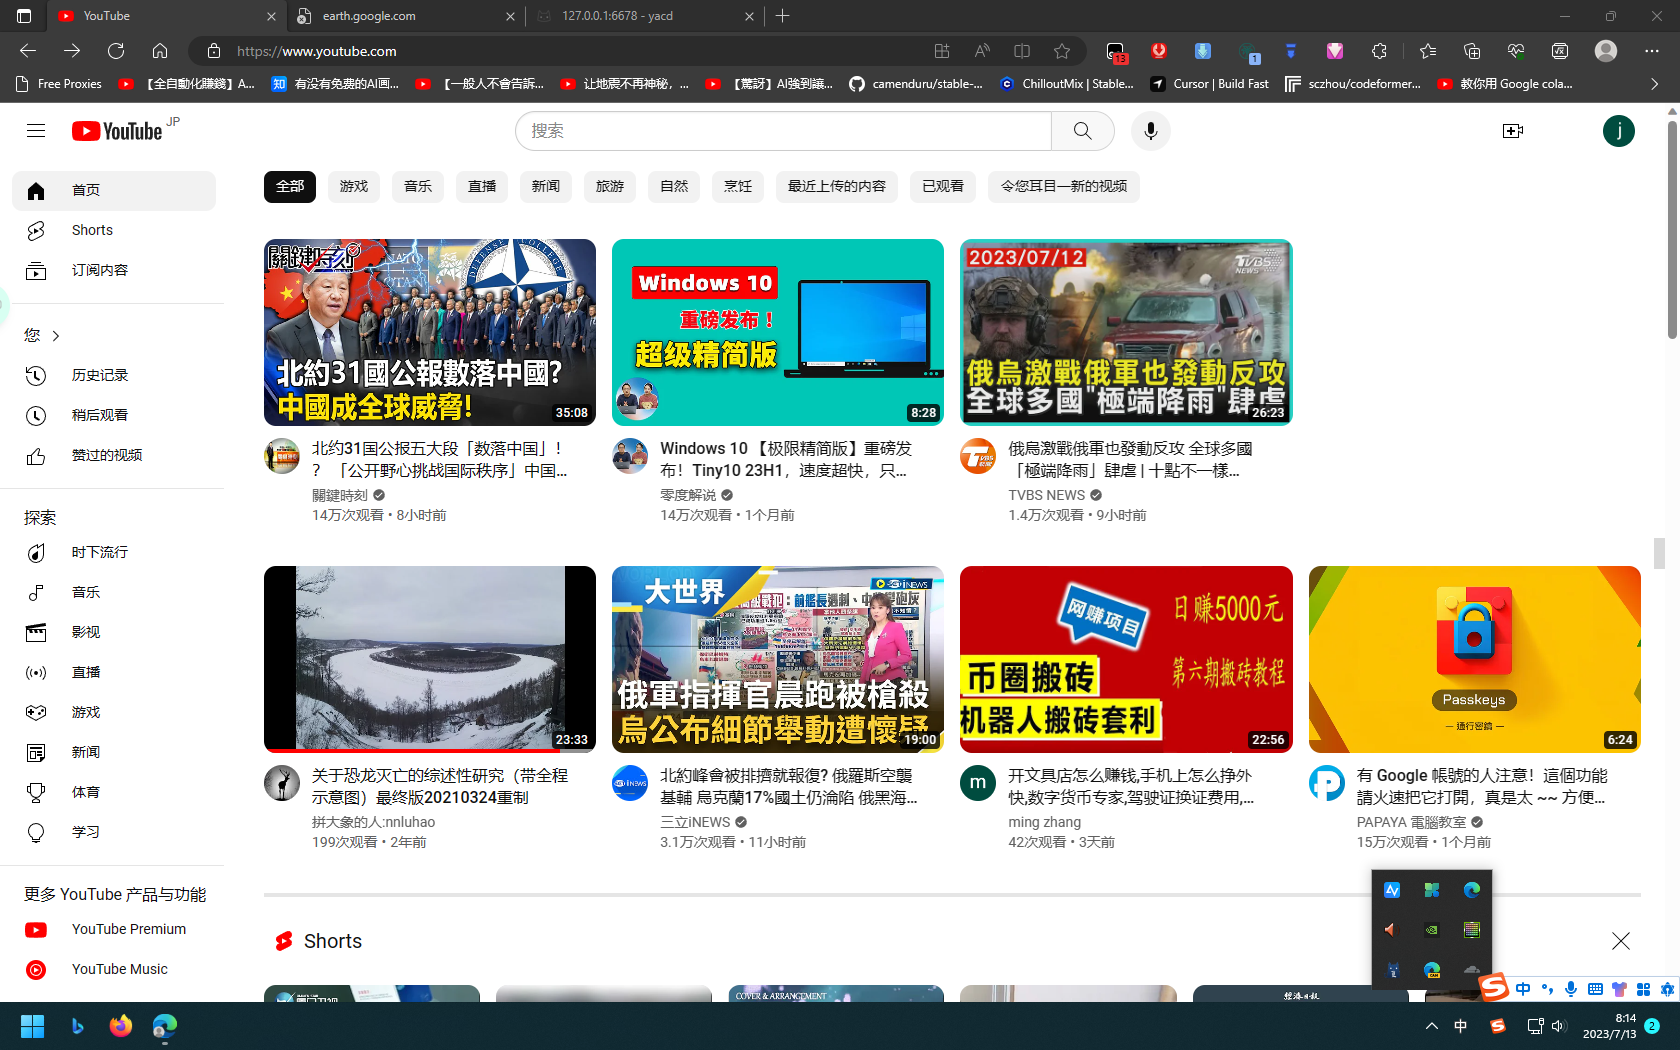 YouTube
earth.google.com
127.0.0.1:6678 - yacd
https://www.youtube.com
13
1
Free Proxies
【全自動化賺錢】A...
有没有免费的AI画...
【一般人不會告訴...
让地震不再神秘，...
【驚訝】AI強到讓...
camenduru/stable-...
ChilloutMix | Stable...
Cursor | Build Fast
sczhou/codeformer...
教你用 Google cola...
YouTube JP
搜索
j
首页
Shorts
订阅内容
您
历史记录
稍后观看
赞过的视频
探索
时下流行
音乐
影视
直播
游戏
新闻
体育
学习
更多 YouTube 产品与功能
YouTube Premium
YouTube Music
全部
游戏
音乐
直播
新闻
旅游
自然
烹饪
最近上传的内容
已观看
令您耳目一新的视频
關鍵時刻
北約31國公報數落中國?
中國成全球威脅!
35:08
北约31国公报五大段「数落中国」！
？ 「公开野心挑战国际秩序」中国...
關鍵時刻
14万次观看 • 8小时前
Windows 10
重磅发布！
超级精简版
8:28
Windows 10 【极限精简版】重磅发
布！Tiny10 23H1，速度超快，只...
零度解说
14万次观看 • 1个月前
2023/07/12
TVBS
NEWS
俄烏激戰俄軍也發動反攻
全球多國"極端降雨"肆虐
26:23
俄烏激戰俄軍也發動反攻 全球多國
「極端降雨」肆虐 | 十點不一樣...
TVBS NEWS
1.4万次观看 • 9小时前
23:33
关于恐龙灭亡的综述性研究（带全程
示意图）最终版20210324重制
拼大象的人:nnluhao
199次观看 • 2年前
大世界
iNEWS
俄軍指揮官晨跑被槍殺
烏公布細節舉動遭懷疑
19:00
北約峰會被排擠就報復? 俄羅斯空襲
基輔 烏克蘭17%國土仍淪陷 俄黑海...
三立iNEWS
3.1万次观看 • 11小时前
网赚项目
日赚5000元
第六期搬砖教程
币圈搬砖
机器人搬砖套利
22:56
m
开文具店怎么赚钱,手机上怎么挣外
快,数字货币专家,驾驶证换证费用,...
ming zhang
42次观看 • 3天前
Passkeys
— 通行密鑰 —
6:24
有 Google 帳號的人注意！這個功能
請火速把它打開，真是太 ~~ 方便...
PAPAYA 電腦教室
15万次观看 • 1个月前
Shorts
COVER & ARRANGEMENT
經濟日報
中
中
8:14
2023/7/13
2